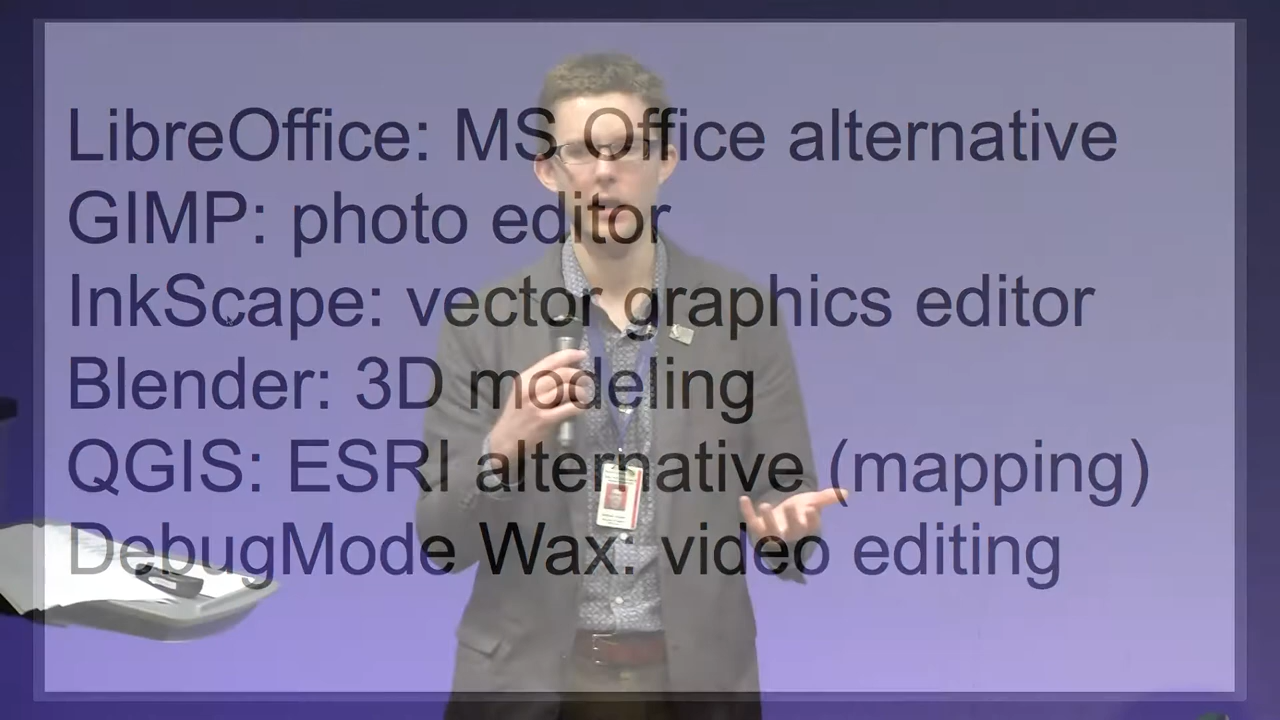 LibreOffice: MS Office alternative
GIMP: photo editor
InkScape: vector graphics editor
Blender: 3D modeling
QGIS: ESRI alternative (mapping)
DebugMode Wax: video editing